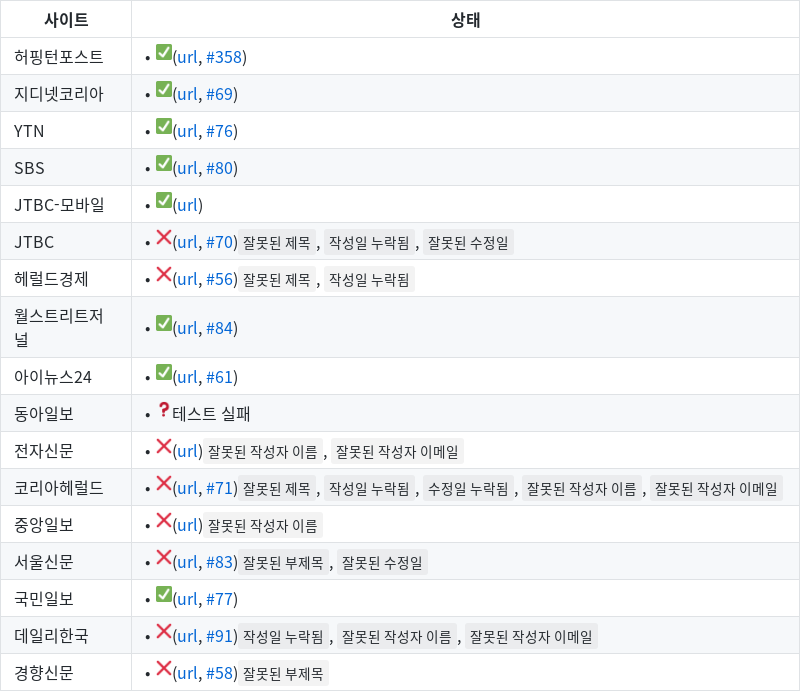 사이트 상태
허핑턴포스트 • ✅(url, #358)
지디넷코리아 • ✅(url, #69)
YTN • ✅(url, #76)
SBS • ✅(url, #80)
JTBC-모바일 • ✅(url)
JTBC • ❌(url, #70) 잘못된 제목 , 작성일 누락됨 , 잘못된 수정일
헤럴드경제 • ❌(url, #56) 잘못된 제목 , 작성일 누락됨
월스트리트저
널 • ✅(url, #84)
아이뉴스24 • ✅(url, #61)
동아일보 • ❓테스트 실패
전자신문 • ❌(url) 잘못된 작성자 이름 , 잘못된 작성자 이메일
코리아헤럴드 • ❌(url, #71) 잘못된 제목 , 작성일 누락됨 , 수정일 누락됨 , 잘못된 작성자 이름 , 잘못된 작성자 이메일
중앙일보 • ❌(url) 잘못된 작성자 이름
서울신문 • ❌(url, #83) 잘못된 부제목 , 잘못된 수정일
국민일보 • ✅(url, #77)
데일리한국 • ❌(url, #91) 작성일 누락됨 , 잘못된 작성자 이름 , 잘못된 작성자 이메일
경향신문 • ❌(url, #58) 잘못된 부제목